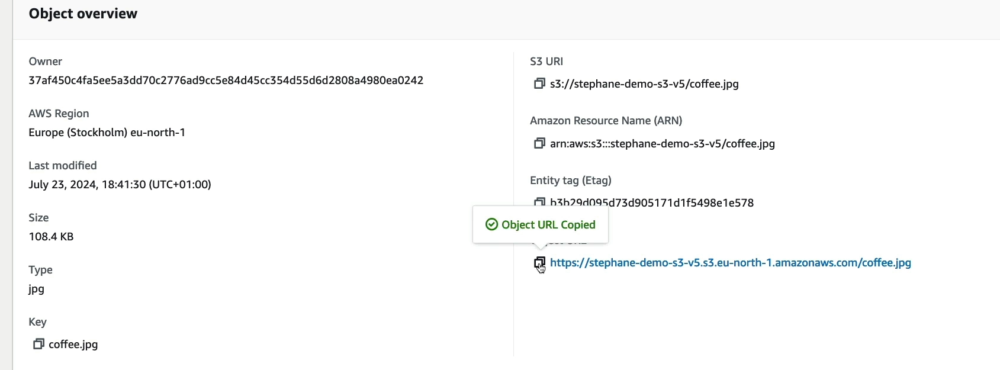 Object overview
Owner
37af450c4fa5ee5a3dd70c2776ad9cc5e84d45cc354d55d6d2808a4980ea0242
AWS Region
Europe (Stockholm) eu-north-1
Last modified
July 23, 2024, 18:41:30 (UTC+01:00)
Size
108.4 KB
Type
jpg
Key
coffee.jpg
S3 URI
s3://stephane-demo-s3-v5/coffee.jpg
Amazon Resource Name (ARN)
arn:aws:s3:::stephane-demo-s3-v5/coffee.jpg
Entity tag (Etag)
b3b29d095d73d905171d1f5498e1e578
Object URL Copied
https://stephane-demo-s3-v5.s3.eu-north-1.amazonaws.com/coffee.jpg